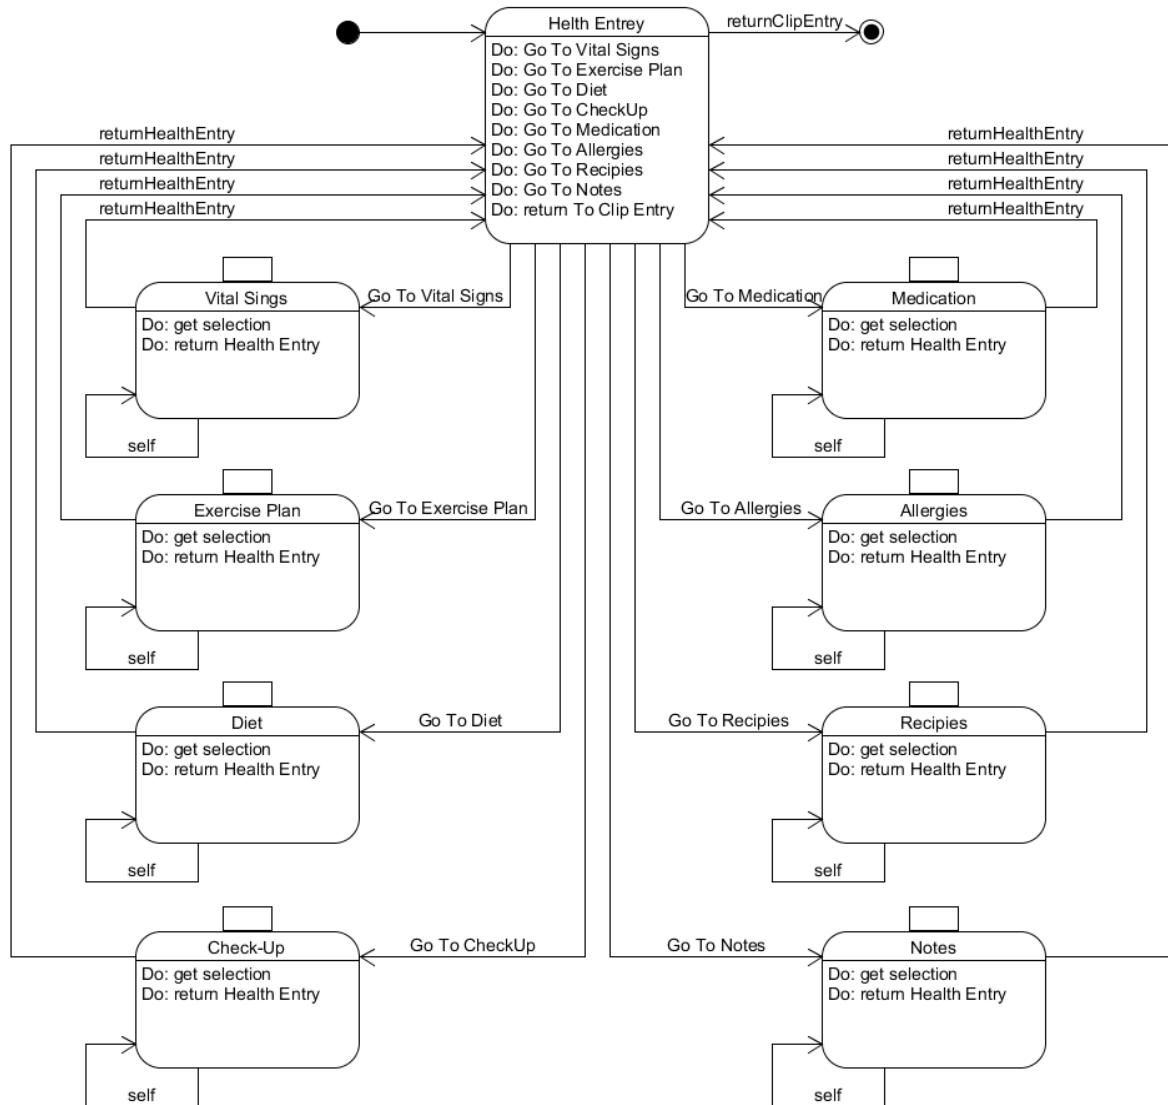 Helth Entrey
returnClipEntry
Do: Go To Vital Signs
Do: Go To Exercise Plan
Do: Go To Diet
Do: Go To CheckUp
Do: Go To Medication
Do: Go To Allergies
Do: Go To Recipies
Do: Go To Notes
Do: return To Clip Entry
returnHealthEntry
returnHealthEntry
returnHealthEntry
returnHealthEntry
returnHealthEntry
returnHealthEntry
returnHealthEntry
returnHealthEntry
Vital Sings
Do: get selection
Do: return Health Entry
self
Go To Vital Signs
Go To Medication
Medication
Do: get selection
Do: return Health Entry
self
Exercise Plan
Do: get selection
Do: return Health Entry
self
Go To Exercise Plan
Go To Allergies
Allergies
Do: get selection
Do: return Health Entry
self
Diet
Do: get selection
Do: return Health Entry
self
Go To Diet
Go To Recipies
Recipies
Do: get selection
Do: return Health Entry
self
Check-Up
Do: get selection
Do: return Health Entry
self
Go To CheckUp
Go To Notes
Notes
Do: get selection
Do: return Health Entry
self